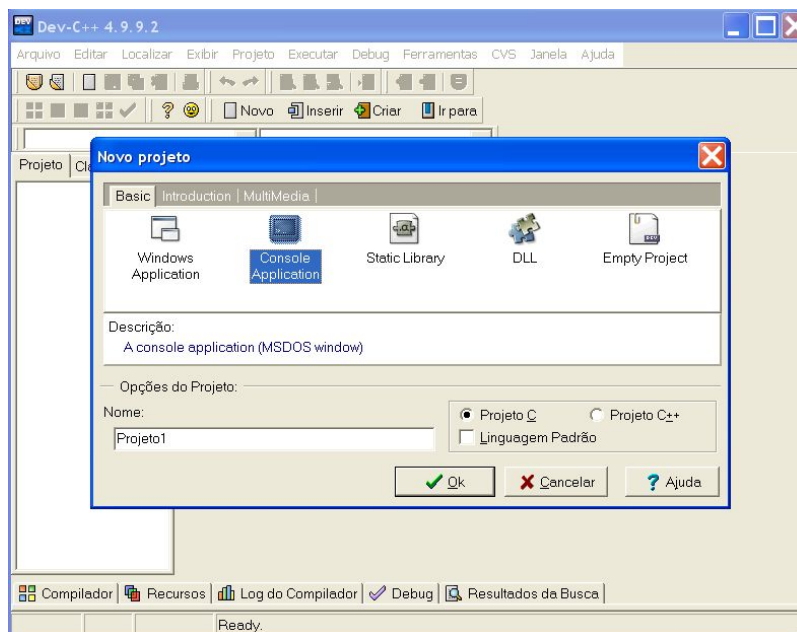 Dev-C++ 4.9.9.2
Arquivo Editar Localizar Exibir Projeto Executar Debug Ferramentas CVS Janela Ajuda
Novo Inserir Criar Ir para
Projeto
Novo projeto
Basic Introduction MultiMedia
Windows Application
Console Application
Static Library
DLL
Empty Project
Descrição:
A console application (MSDOS window)
Opções do Projeto:
Nome:
Projeto1
Projeto C Projeto C++
Linguagem Padrão
Ok Cancelar Ajuda
Compilador Recursos Log do Compilador Debug Resultados da Busca
Ready.